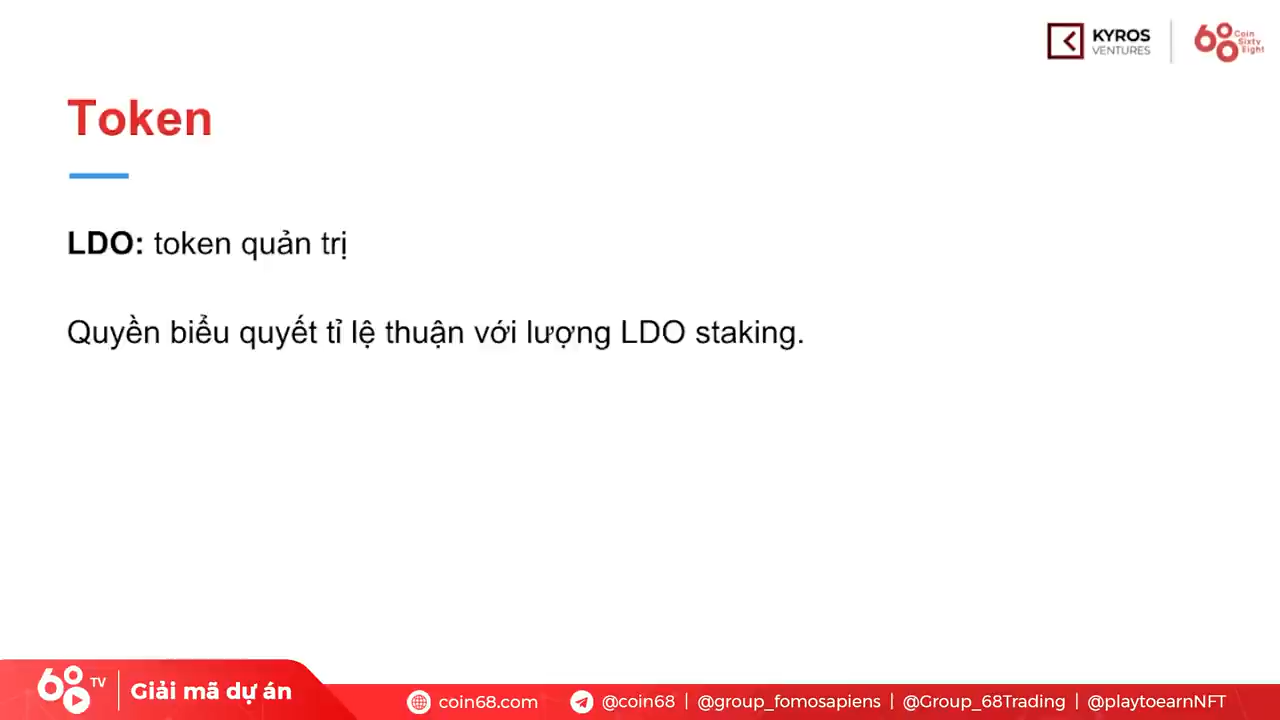 KYROS
VENTURES
68 Coin
Sixty
Eight
Token
LDO: token quản trị
Quyền biểu quyết tỉ lệ thuận với lượng LDO staking.
68 TV
Giải mã dự án
coin68.com
@coin68 | @group_fomosapiens | @Group_68Trading | @playtoearnNFT